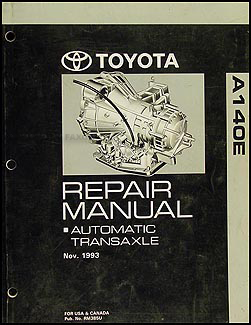 TOYOTA
A140E
REPAIR
MANUAL
AUTOMATIC
TRANSAXLE
Nov. 1993
FOR USA & CANADA
Pub. No. RM385U